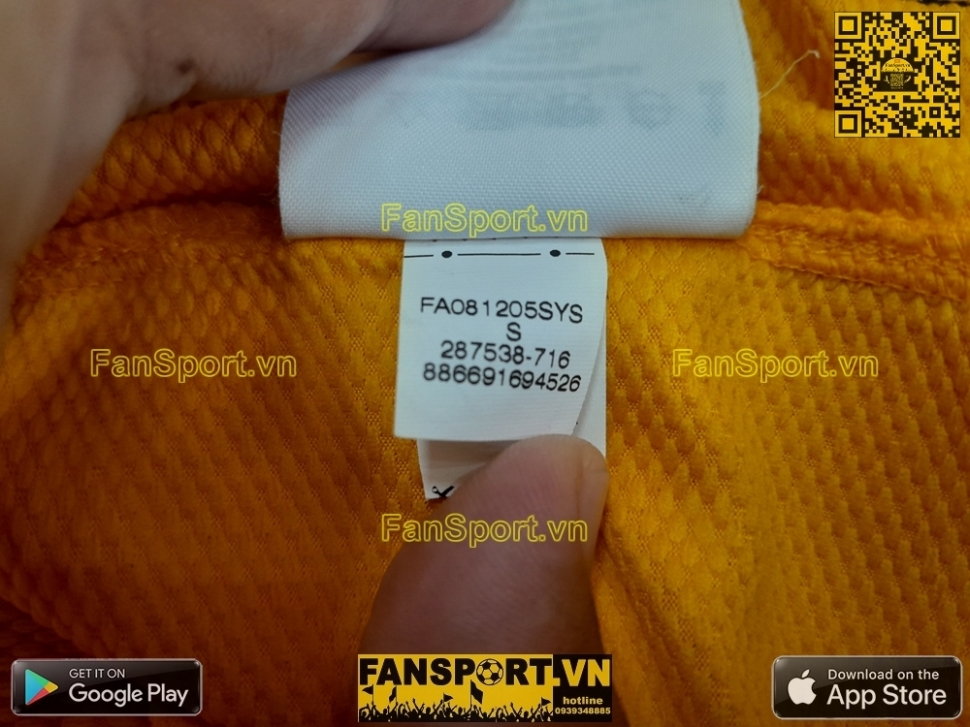 FanSport.vn
FA081205SYS
S
287538-716
886691694526
FanSport.vn
FanSport.vn
FanSport.vn
GET IT ON
Google Play
FANSPORT.VN
hotline
0939348885
Download on the
App Store